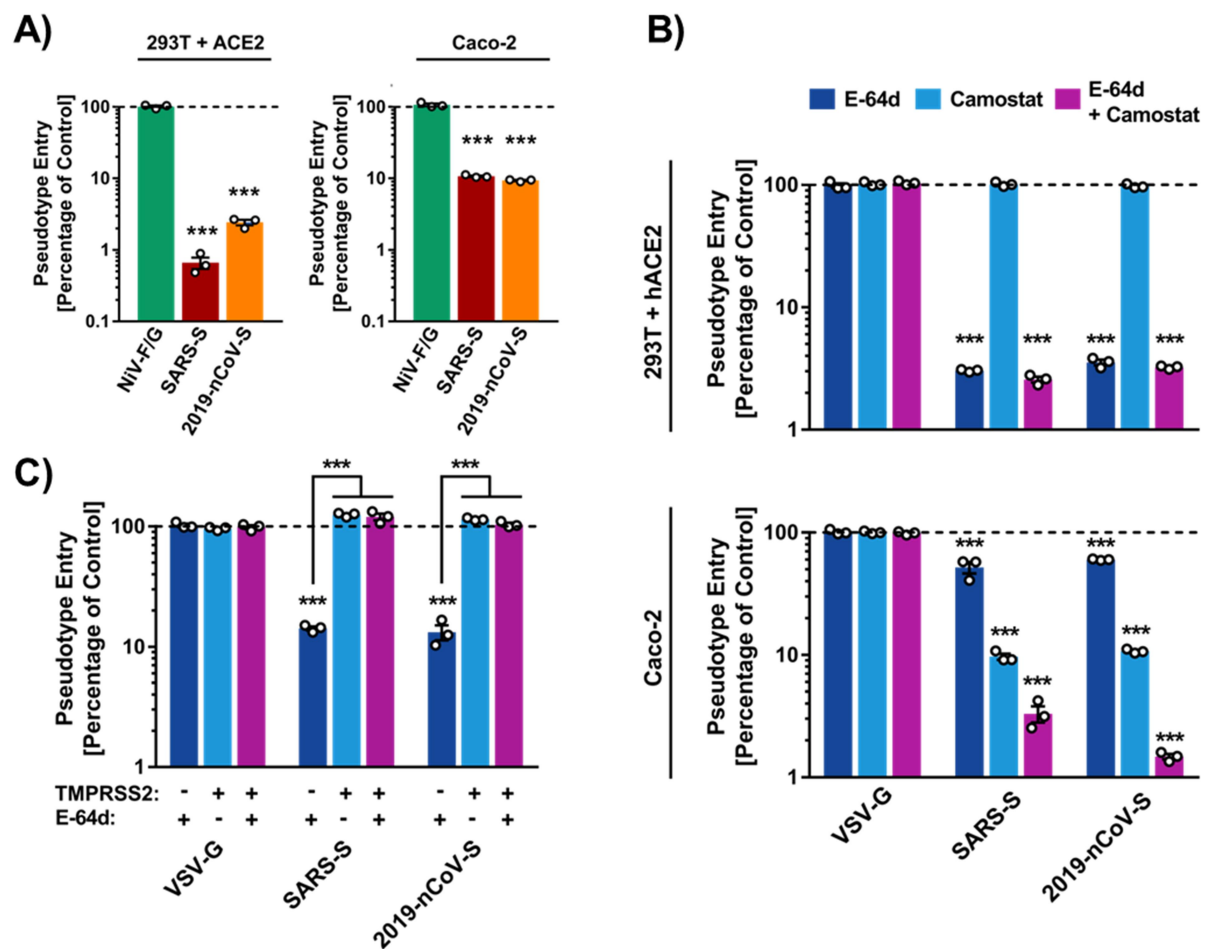 A)
293T + ACE2
Caco-2
Pseudotype Entry
[Percentage of Control]
100
10
1
0.1
***
***
NiV-F/G
SARS-S
2019-nCoV-S
Pseudotype Entry
[Percentage of Control]
100
10
1
0.1
*** ***
NiV-F/G
SARS-S
2019-nCoV-S
B)
E-64d
Camostat
E-64d
+ Camostat
293T + hACE2
Pseudotype Entry
[Percentage of Control]
100
10
1
*** *** *** ***
Caco-2
Pseudotype Entry
[Percentage of Control]
100
10
1
***
***
***
***
***
***
VSV-G
SARS-S
2019-nCoV-S
C)
Pseudotype Entry
[Percentage of Control]
100
10
1
*** ***
*** ***
TMPRSS2: - + + - + + - + +
E-64d: + - + + - + + - +
VSV-G
SARS-S
2019-nCoV-S